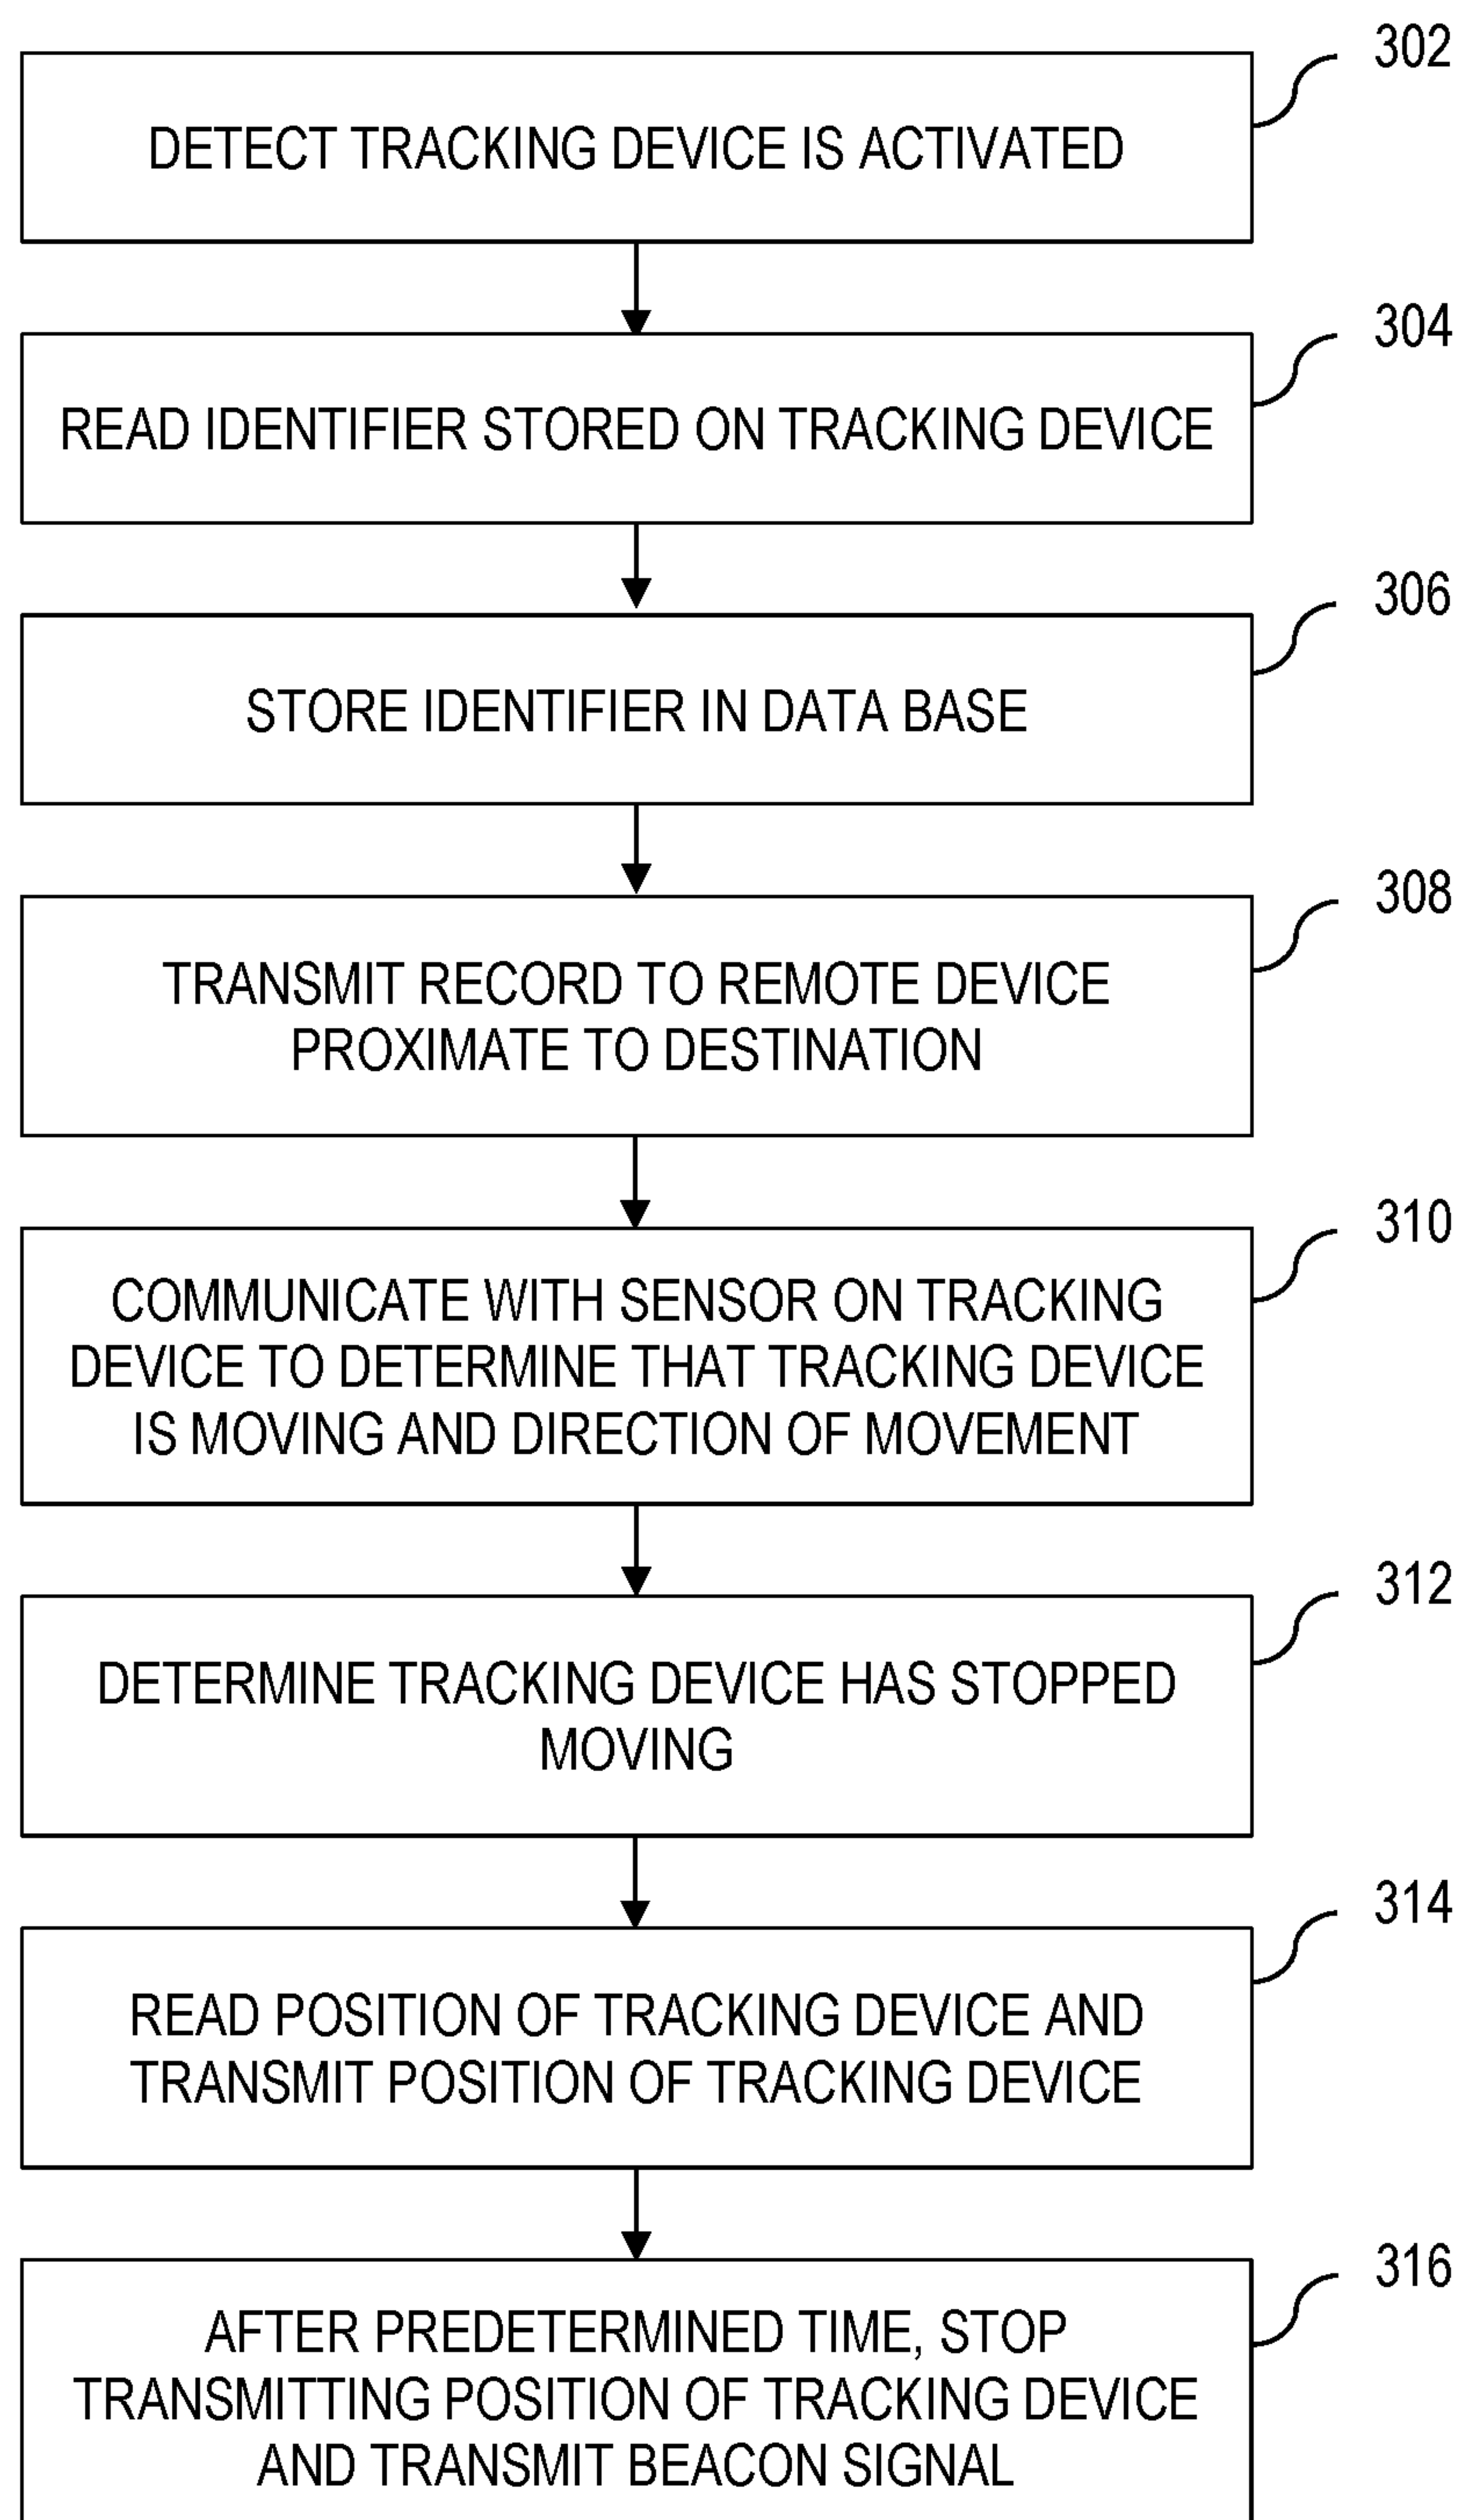 302
DETECT TRACKING DEVICE IS ACTIVATED
304
READ IDENTIFIER STORED ON TRACKING DEVICE
306
STORE IDENTIFIER IN DATA BASE
308
TRANSMIT RECORD TO REMOTE DEVICE
PROXIMATE TO DESTINATION
310
COMMUNICATE WITH SENSOR ON TRACKING
DEVICE TO DETERMINE THAT TRACKING DEVICE
IS MOVING AND DIRECTION OF MOVEMENT
312
DETERMINE TRACKING DEVICE HAS STOPPED
MOVING
314
READ POSITION OF TRACKING DEVICE AND
TRANSMIT POSITION OF TRACKING DEVICE
316
AFTER PREDETERMINED TIME, STOP
TRANSMITTING POSITION OF TRACKING DEVICE
AND TRANSMIT BEACON SIGNAL